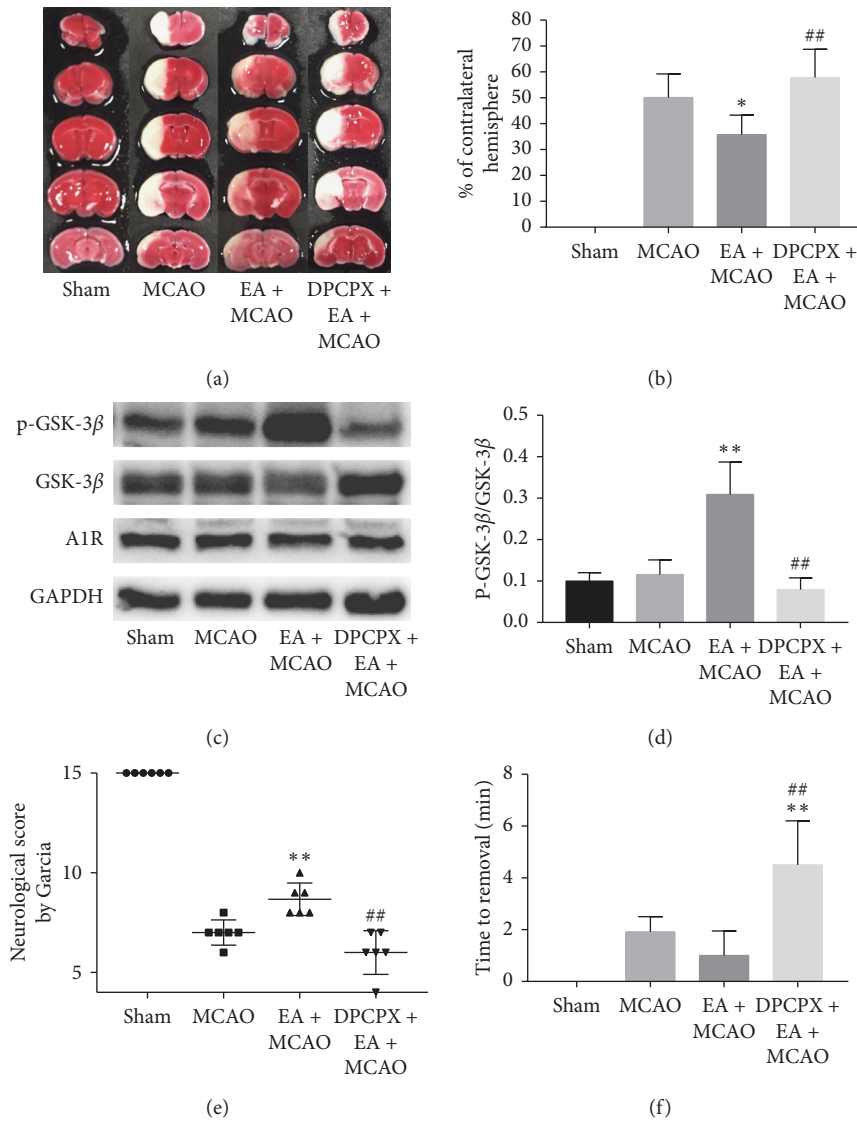 Sham MCAO EA + DPCPX +
MCAO EA +
MCAO
(a)
% of contralateral
hemisphere
80
70
60
50
40
30
20
10
0
*
##
Sham MCAO EA + DPCPX +
MCAO EA +
MCAO
(b)
p-GSK-3β
GSK-3β
A1R
GAPDH
Sham MCAO EA + DPCPX +
MCAO EA +
MCAO
(c)
P-GSK-3β/GSK-3β
0.5
0.4
0.3
0.2
0.1
0.0
**
##
Sham MCAO EA + DPCPX +
MCAO EA +
MCAO
(d)
Neurological score
by Garcia
15
10
5
**
##
Sham MCAO EA + DPCPX +
MCAO EA +
MCAO
(e)
Time to removal (min)
8
6
4
2
0
##
**
Sham MCAO EA + DPCPX +
MCAO EA +
MCAO
(f)